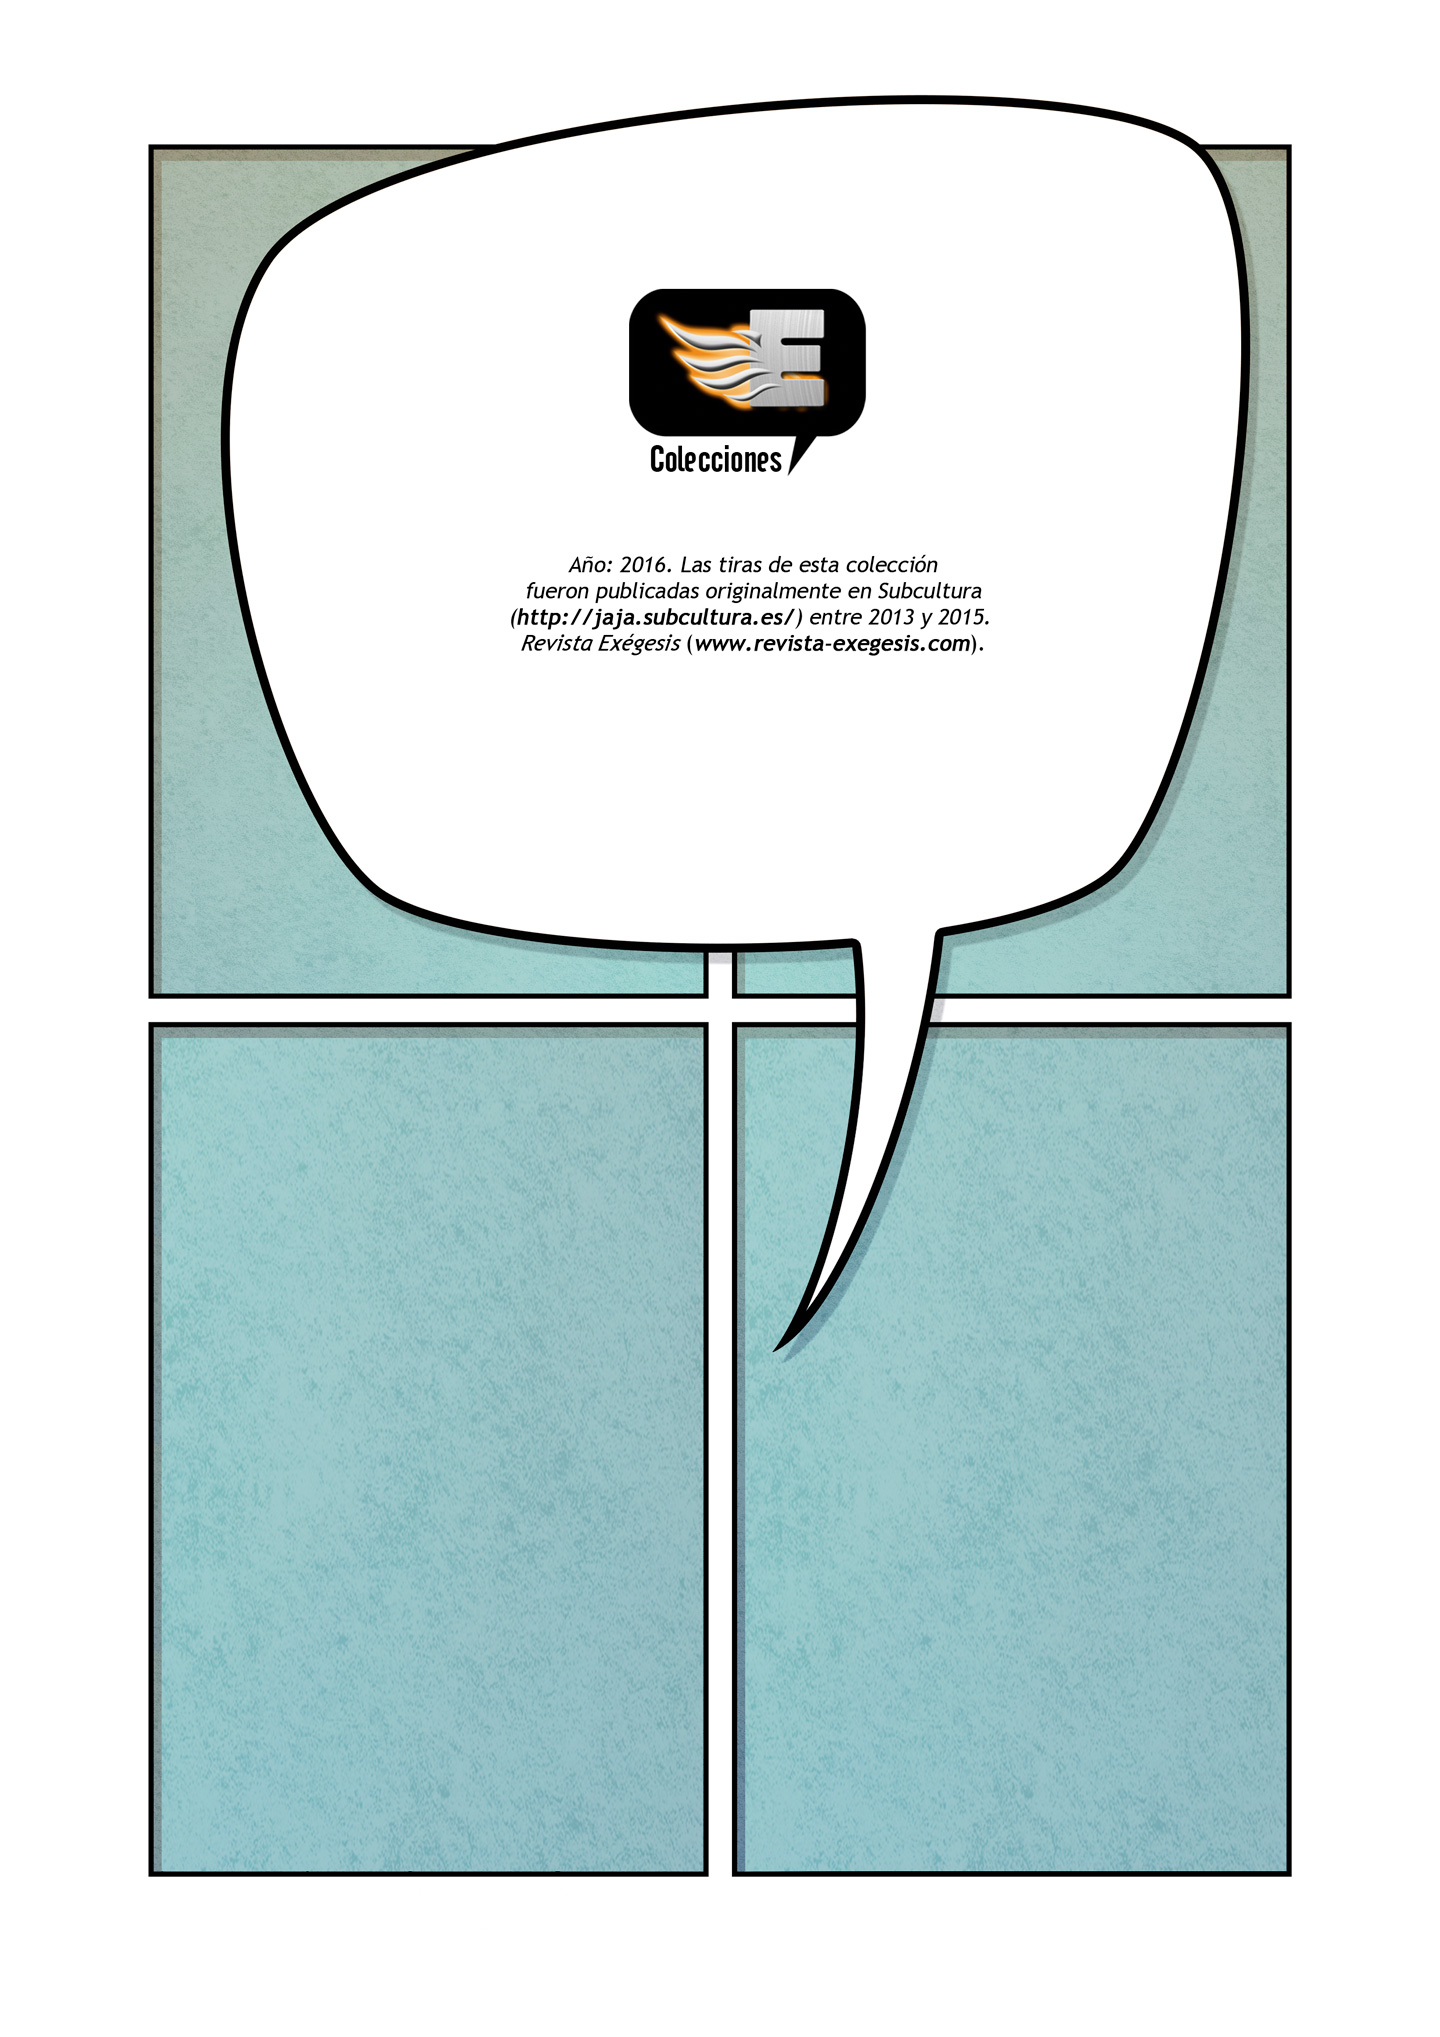 E
Colecciones
Año: 2016. Las tiras de esta colección
fueron publicadas originalmente en Subcultura
(http://jaja.subcultura.es/) entre 2013 y 2015.
Revista Exégesis (www.revista-exegesis.com).